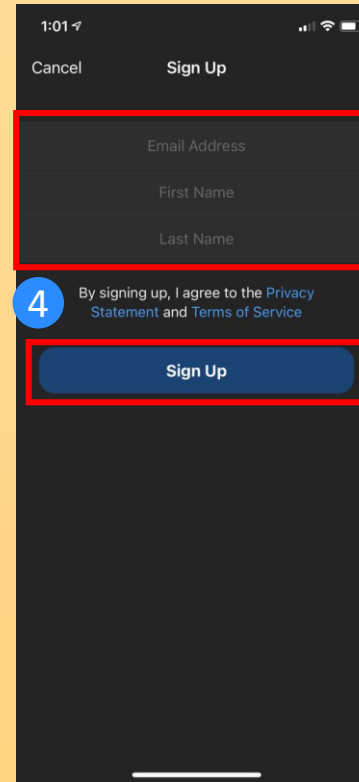 1:01
Cancel
Sign Up
Email Address
First Name
Last Name
4
By signing up, I agree to the Privacy
Statement and Terms of Service
Sign Up